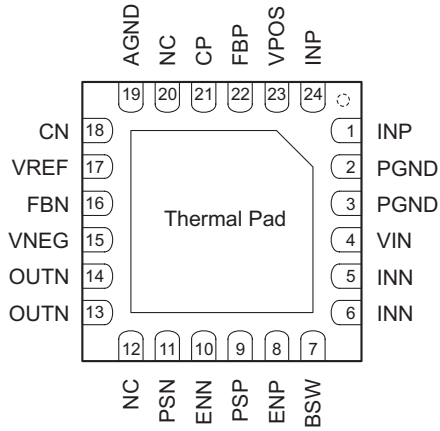 AGND NC CP FBP VPOS INP
19 20 21 22 23 24
CN 18 1 INP
VREF 17 2 PGND
FBN 16 3 PGND
Thermal Pad
VNEG 15 4 VIN
OUTN 14 5 INN
OUTN 13 6 INN
12 11 10 9 8 7
NC PSN ENN PSP ENP BSW